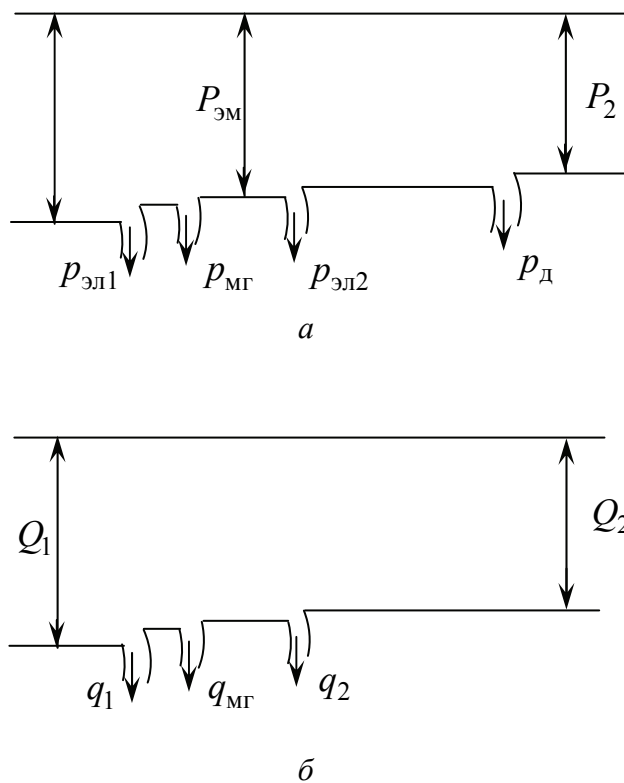 P_эм P_2
p_эл1 p_мг p_эл2 p_д
а
Q_1 Q_2
q_1 q_мг q_2
б